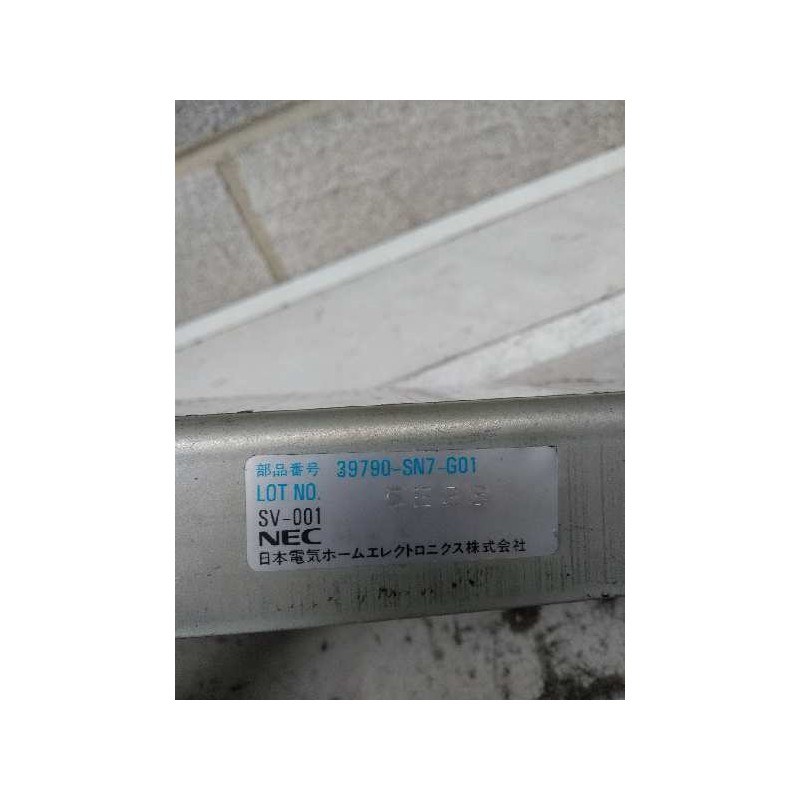 部品番号 39790-SN7-G01
LOT NO.
SV-001
NEC
日本電気ホームエレクトロニクス株式会社